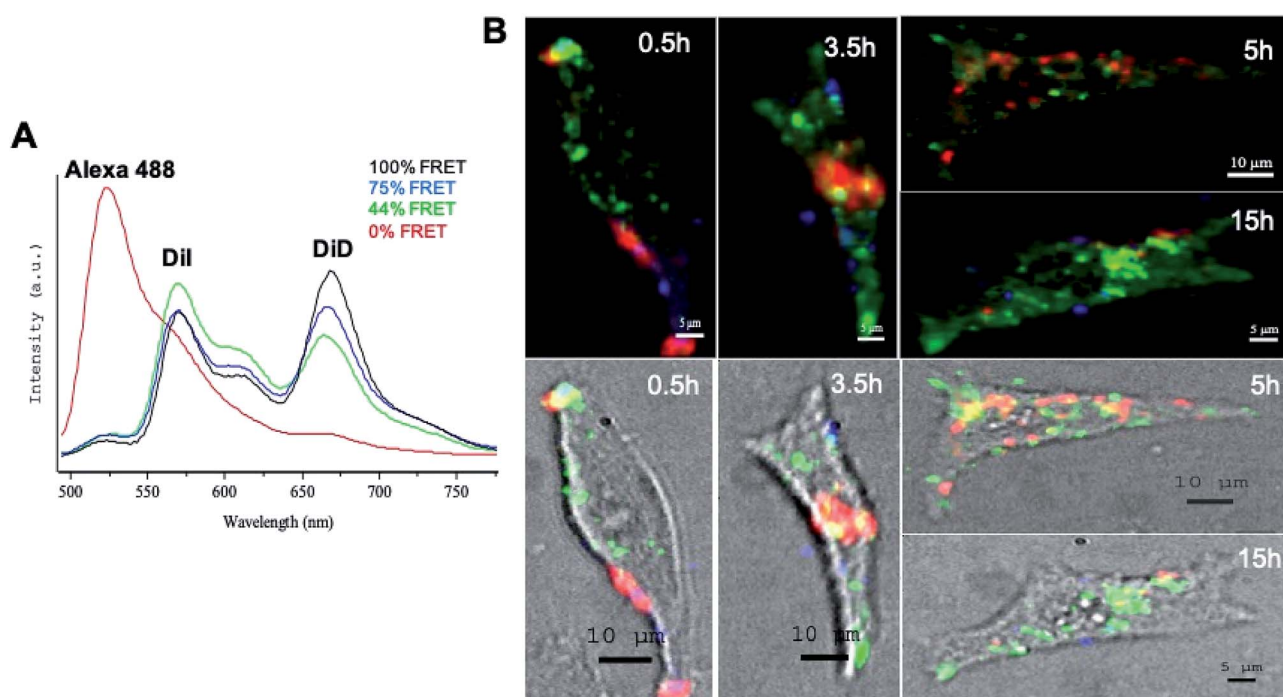 A
Alexa 488
DiI
DiD
100% FRET
75% FRET
44% FRET
0% FRET
Intensity (a.u.)
500 550 600 650 700 750
Wavelength (nm)
B
0.5h
5 μm
3.5h
5 μm
5h
10 μm
15h
5 μm
0.5h
10 μm
3.5h
10 μm
5h
10 μm
15h
5 μm